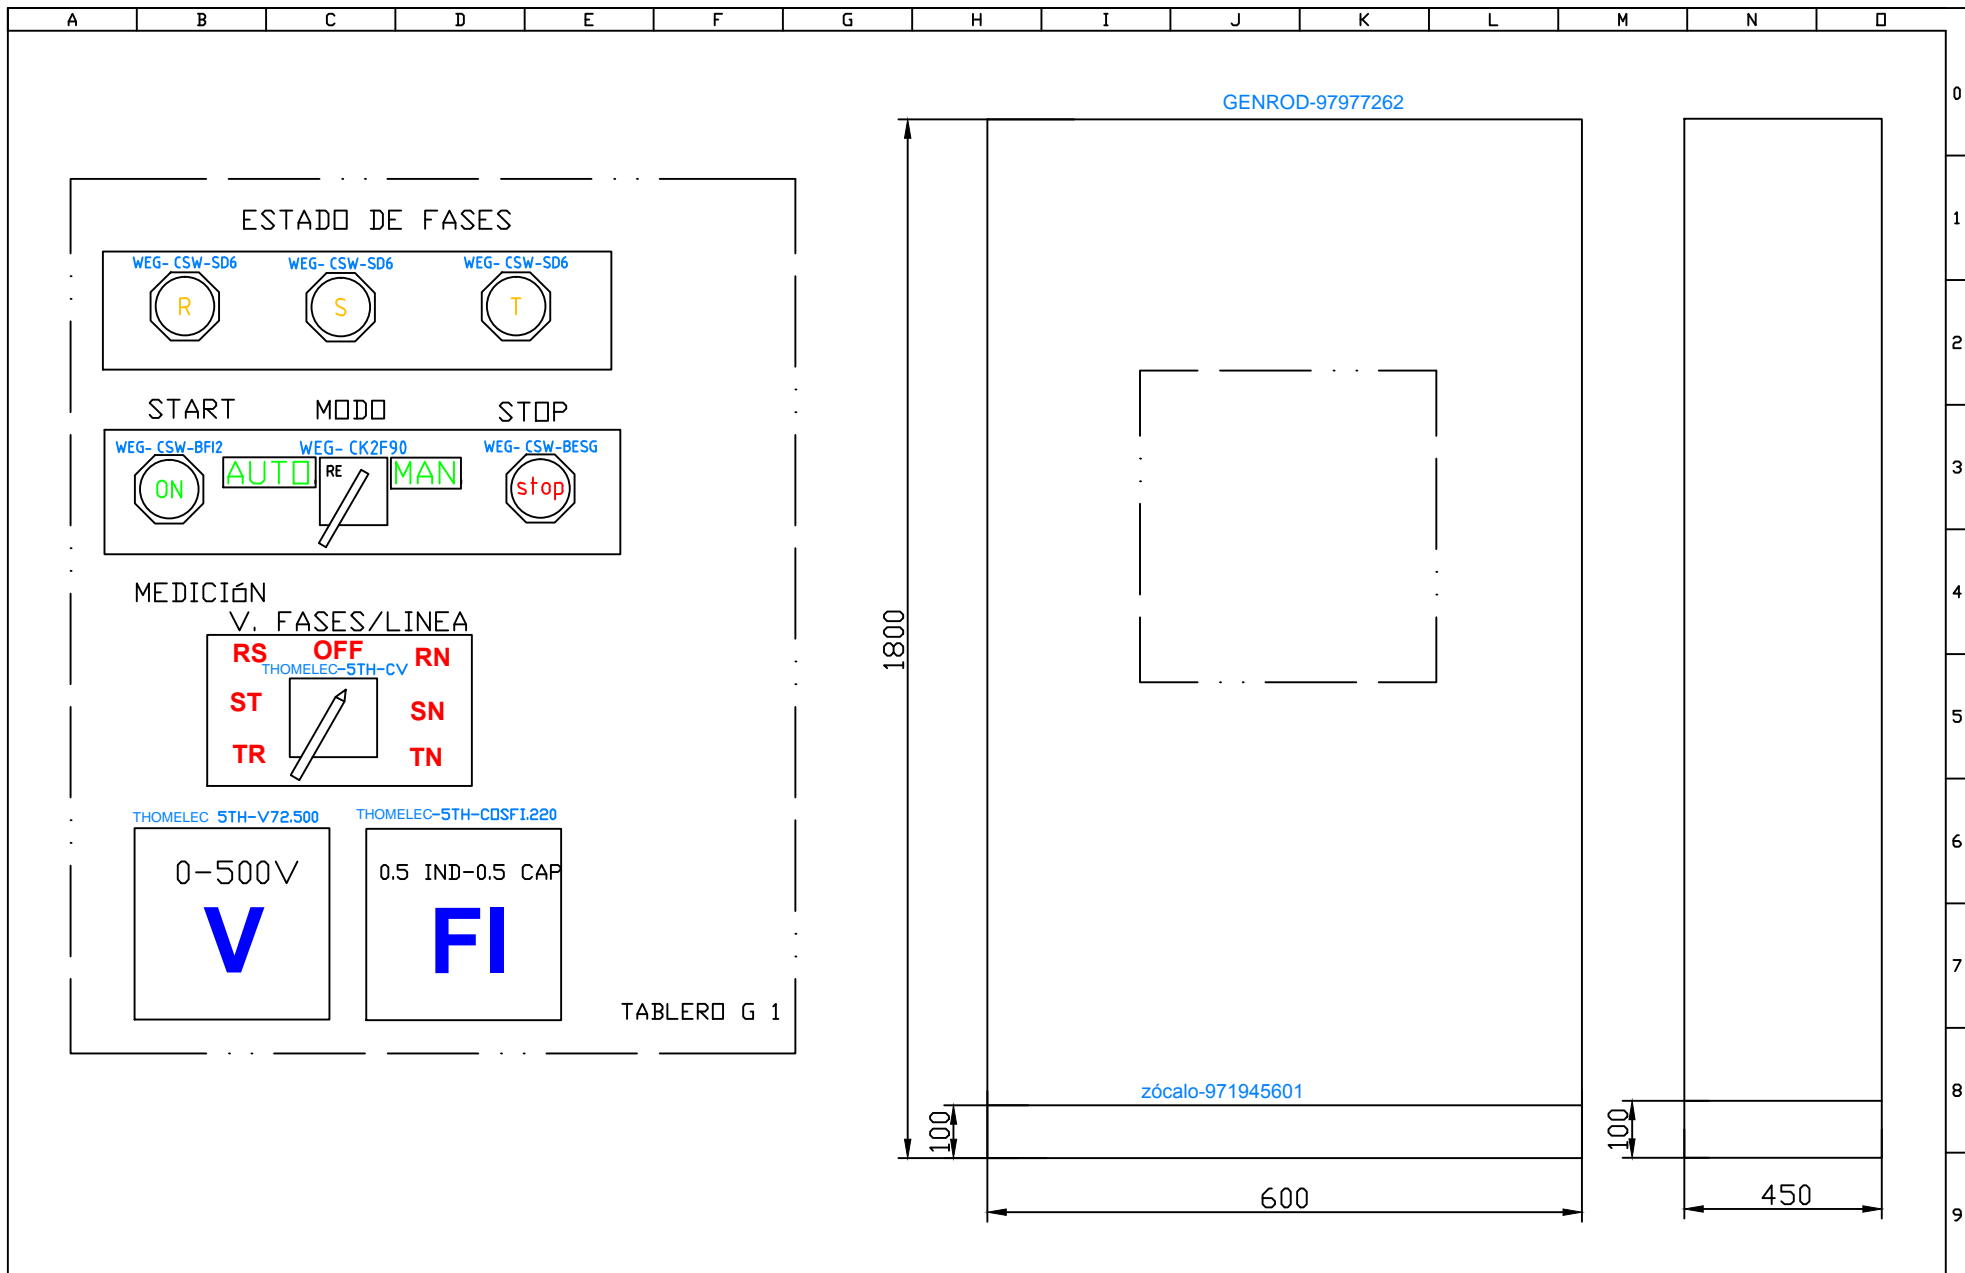 A B C D E F G H I J K L M N O
0
1
2
3
4
5
6
7
8
9
ESTADO DE FASES
WEG- CSW-SD6 WEG- CSW-SD6 WEG- CSW-SD6
R S T
START MODO STOP
WEG- CSW-BFI2 WEG- CK2F90 WEG- CSW-BESG
AUTO RE MAN
ON stop
MEDICIóN
V. FASES/LINEA
RS OFF RN
THOMELEC-5TH-CV
ST SN
TR TN
THOMELEC 5TH-V72.500 THOMELEC-5TH-COSFI.220
0-500V 0.5 IND-0.5 CAP
V FI
TABLERO G 1
GENROD-97977262
1800
zócalo-971945601
100 100
600 450